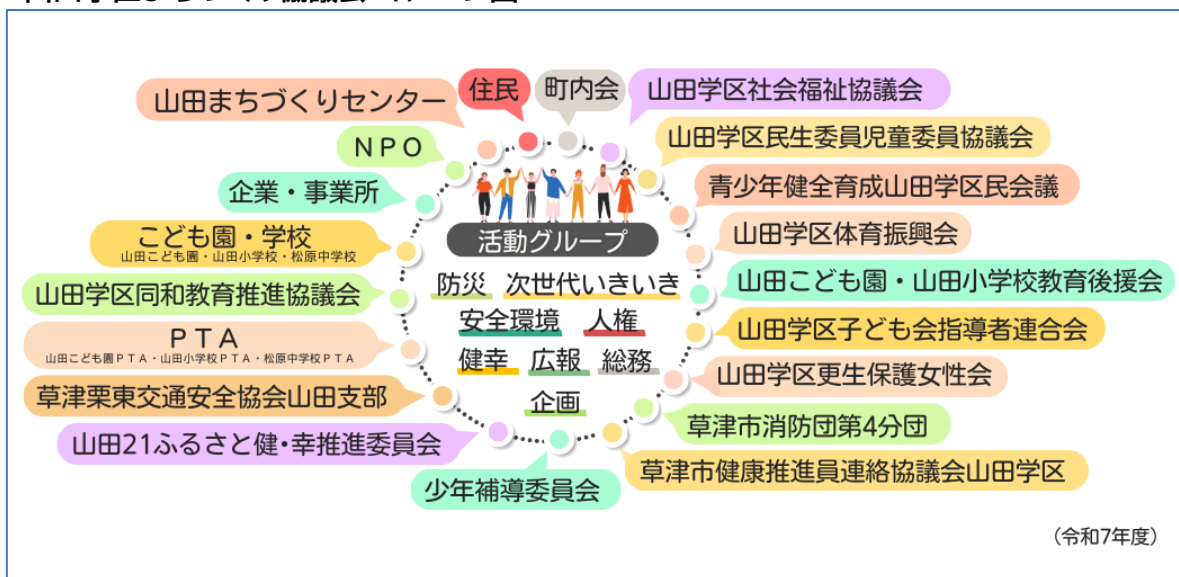 住民
町内会
山田学区社会福祉協議会
山田学区民生委員児童委員協議会
青少年健全育成山田学区民会議
山田学区体育振興会
山田こども園・山田小学校教育後援会
山田学区子ども会指導者連合会
山田学区更生保護女性会
草津市消防団第4分団
草津市健康推進員連絡協議会山田学区
少年補導委員会
山田21ふるさと健・幸推進委員会
草津栗東交通安全協会山田支部
ＰＴＡ
山田こども園ＰＴＡ・山田小学校ＰＴＡ・松原中学校ＰＴＡ
山田学区同和教育推進協議会
こども園・学校
山田こども園・山田小学校・松原中学校
企業・事業所
ＮＰＯ
山田まちづくりセンター
活動グループ
防災 次世代いきいき
安全環境 人権
健幸 広報 総務
企画
（令和7年度）